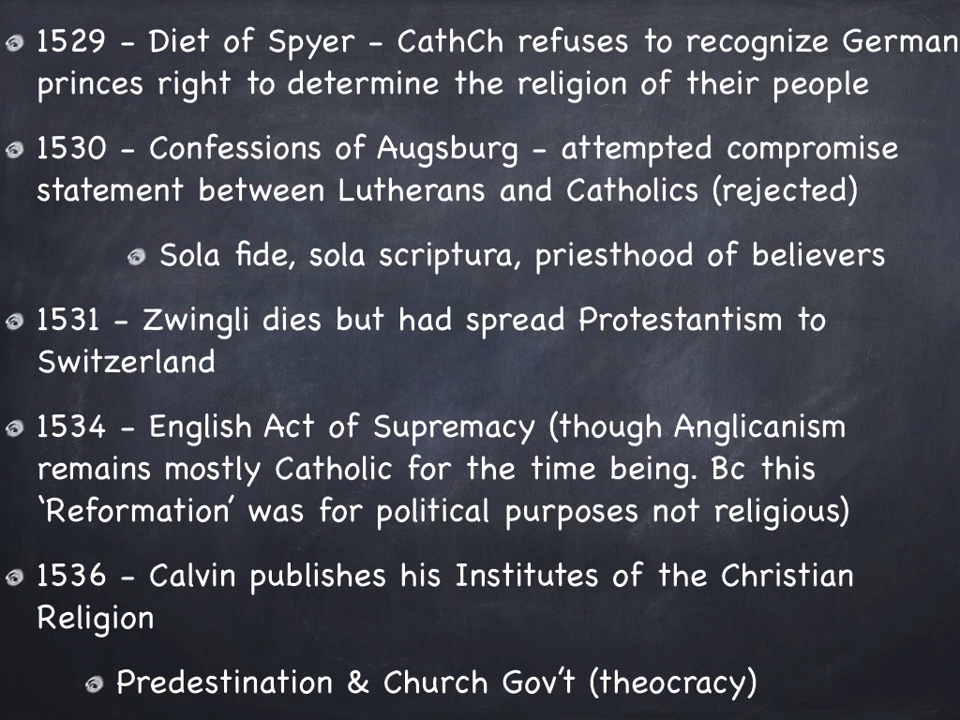 1529 - Diet of Spyer - CathCh refuses to recognize German
princes right to determine the religion of their people
1530 - Confessions of Augsburg - attempted compromise
statement between Lutherans and Catholics (rejected)
Sola fide, sola scriptura, priesthood of believers
1531 - Zwingli dies but had spread Protestantism to
Switzerland
1534 - English Act of Supremacy (though Anglicanism
remains mostly Catholic for the time being. Bc this
‘Reformation’ was for political purposes not religious)
1536 - Calvin publishes his Institutes of the Christian
Religion
Predestination & Church Gov’t (theocracy)